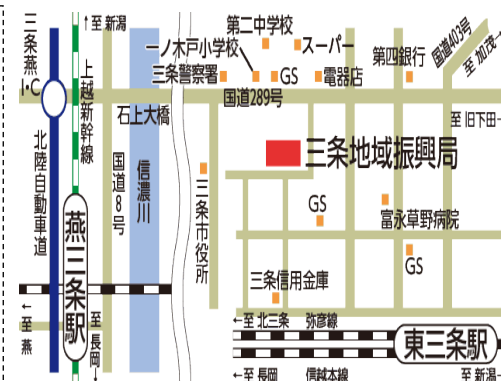 三条燕
I・C
↑至 新潟
上越新幹線
北陸自動車道
燕三条駅
←至 燕
至 長岡→
国道8号
石上大橋
信濃川
一ノ木戸小学校
第二中学校
スーパー
三条警察署
GS
電器店
国道289号
第四銀行
国道403号
至 加茂→
至 旧下田→
三条地域振興局
三条市役所
GS
富永草野病院
GS
三条信用金庫
←至 北三条 弥彦線
東三条駅
←至 長岡 信越本線
至 新潟→